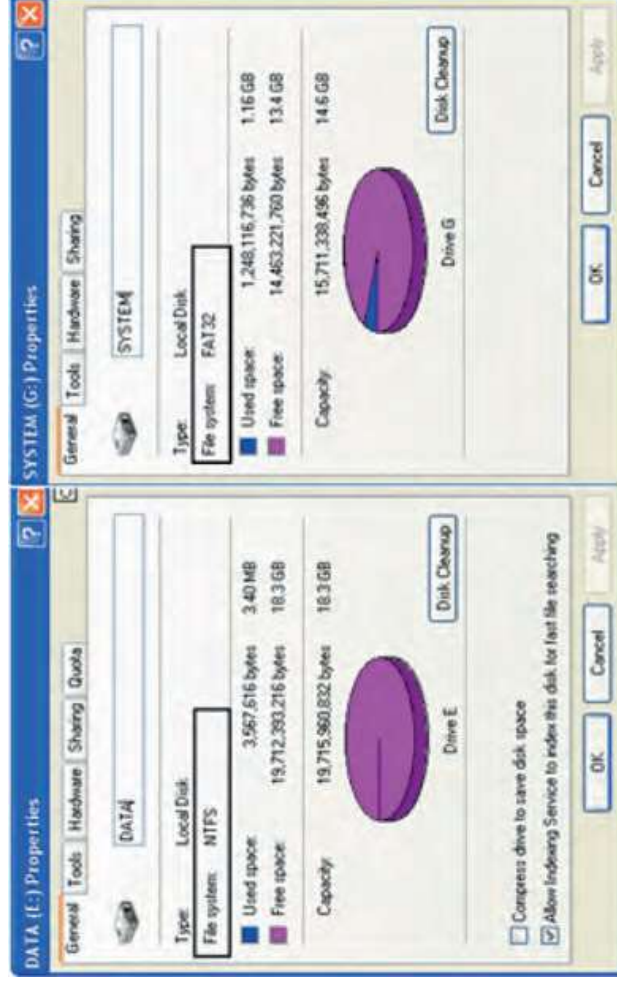 DATA (E:) Properties
General Tools Hardware Sharing Quota
DATA
Type: Local Disk
File system: NTFS
Used space: 3,567,616 bytes 3.40 MB
Free space: 19,712,393,216 bytes 18.3 GB
Capacity: 19,715,960,832 bytes 18.3 GB
Drive E
Disk Cleanup
Compress drive to save disk space
Allow Indexing Service to index this disk for fast file searching
OK Cancel Apply
SYSTEM (G:) Properties
General Tools Hardware Sharing
SYSTEM
Type: Local Disk
File system: FAT32
Used space: 1,248,116,736 bytes 1.16 GB
Free space: 14,463,221,760 bytes 13.4 GB
Capacity: 15,711,338,496 bytes 14.6 GB
Drive G
Disk Cleanup
OK Cancel Apply